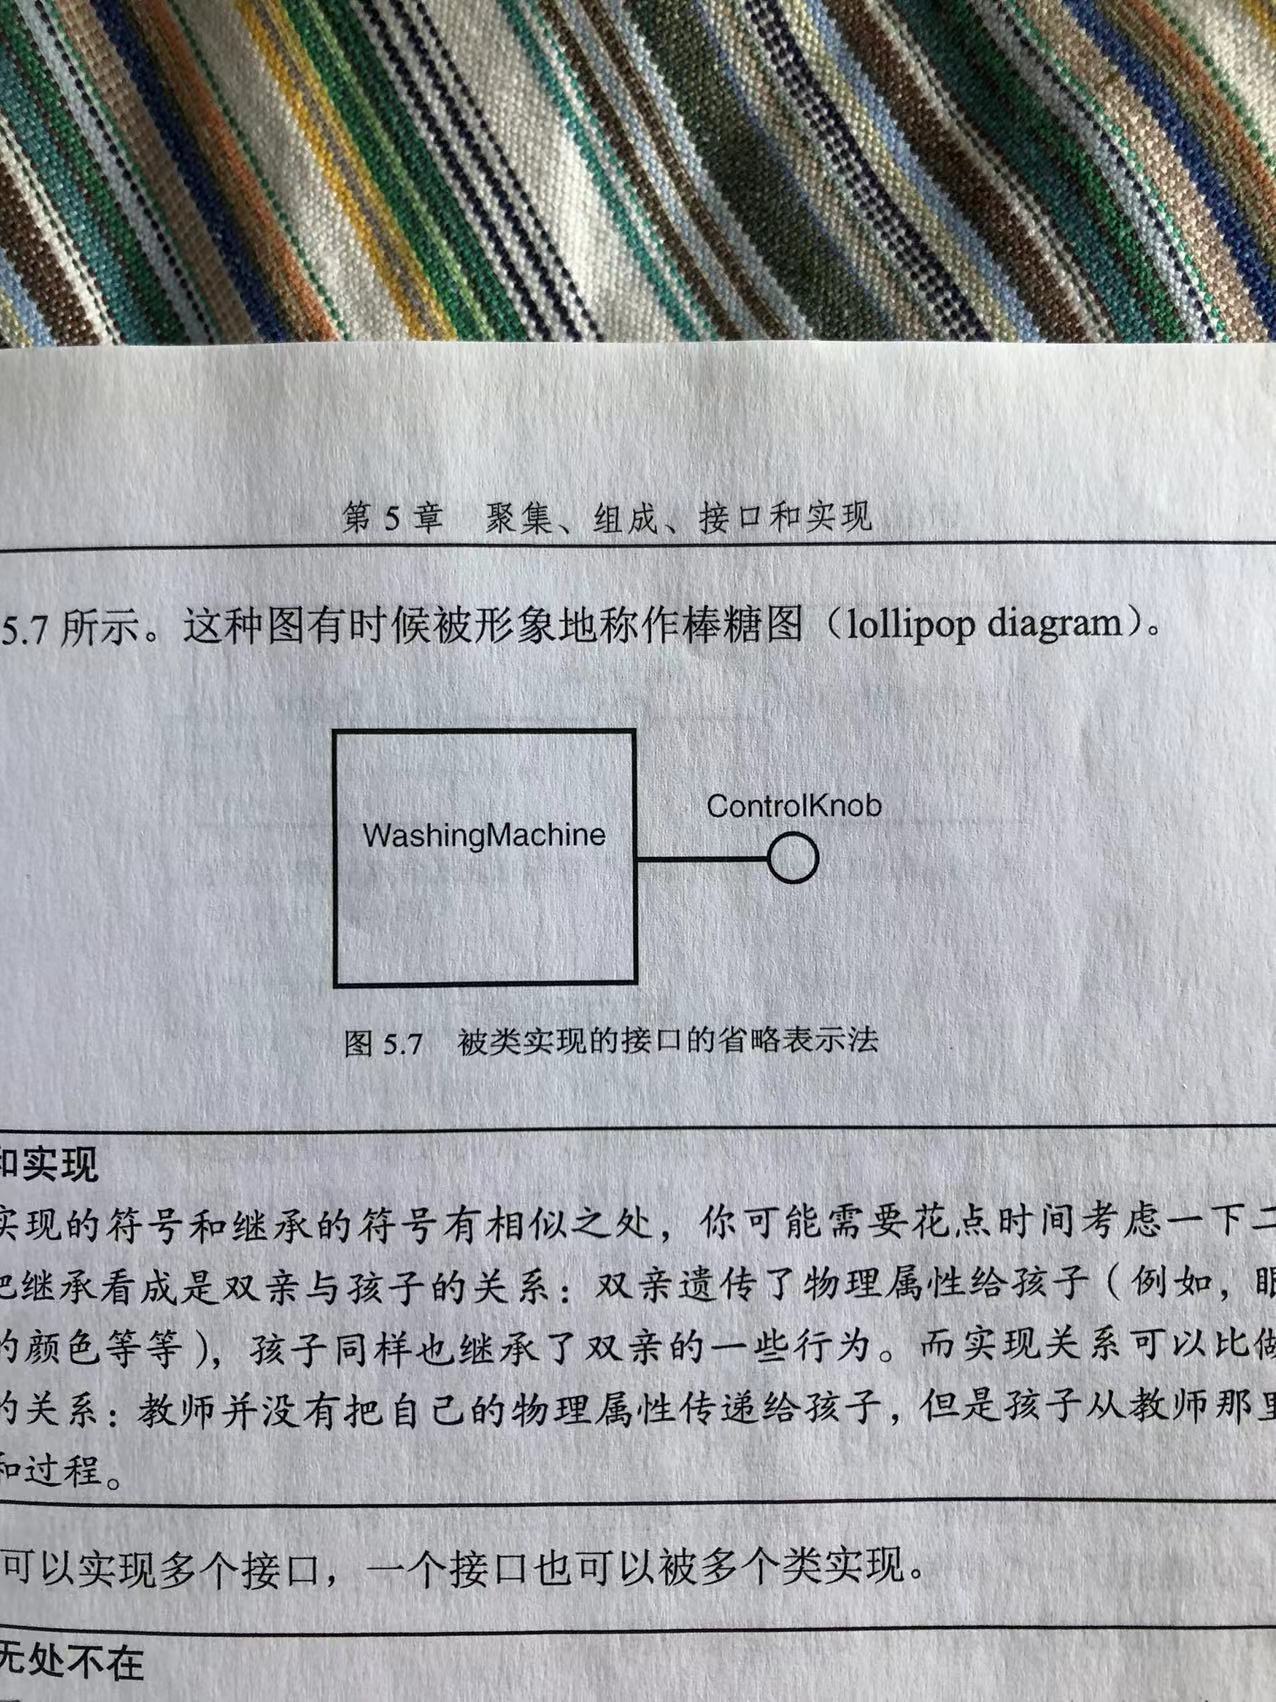 第 5 章 聚集、组成、接口和实现
5.7 所示。这种图有时候被形象地称作棒糖图（lollipop diagram）。
ControlKnob
WashingMachine
图 5.7 被类实现的接口的省略表示法
和实现
实现的符号和继承的符号有相似之处，你可能需要花点时间考虑一下二
把继承看成是双亲与孩子的关系：双亲遗传了物理属性给孩子（例如，眼
的颜色等等），孩子同样也继承了双亲的一些行为。而实现关系可以比做
的关系：教师并没有把自己的物理属性传递给孩子，但是孩子从教师那里
和过程。
可以实现多个接口，一个接口也可以被多个类实现。
无处不在